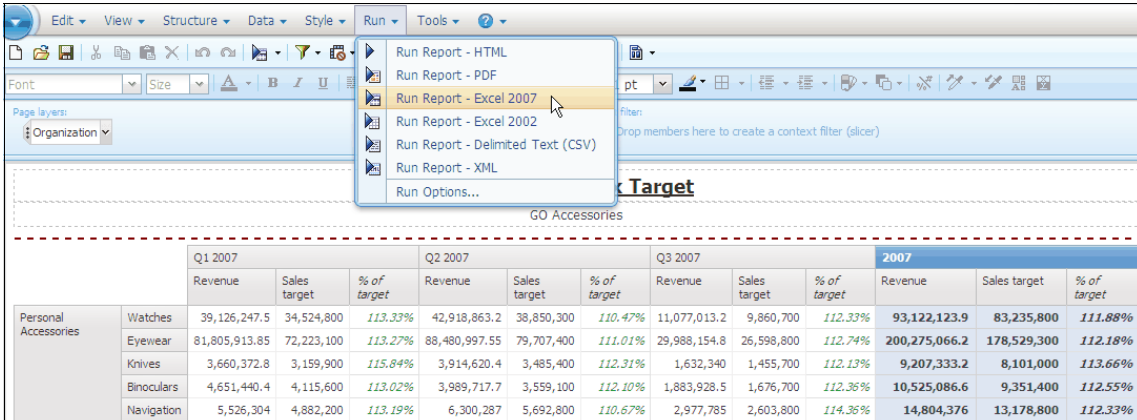 Edit View Structure Data Style Run Tools
Run Report - HTML
Run Report - PDF
Run Report - Excel 2007
Run Report - Excel 2002
Run Report - Delimited Text (CSV)
Run Report - XML
Run Options...
Font Size A B I U pt
Page layers: filter:
Organization Drop members here to create a context filter (slicer)
Target
GO Accessories
Q1 2007 Q2 2007 Q3 2007 2007
Revenue Sales target % of target Revenue Sales target % of target Revenue Sales target % of target Revenue Sales target % of target
Personal Accessories Watches 39,126,247.5 34,524,800 113.33% 42,918,863.2 38,850,300 110.47% 11,077,013.2 9,860,700 112.33% 93,122,123.9 83,235,800 111.88%
Eyewear 81,805,913.85 72,223,100 113.27% 88,480,997.55 79,707,400 111.01% 29,988,154.8 26,598,800 112.74% 200,275,066.2 178,529,300 112.18%
Knives 3,660,372.8 3,159,900 115.84% 3,914,620.4 3,485,400 112.31% 1,632,340 1,455,700 112.13% 9,207,333.2 8,101,000 113.66%
Binoculars 4,651,440.4 4,115,600 113.02% 3,989,717.7 3,559,100 112.10% 1,883,928.5 1,676,700 112.36% 10,525,086.6 9,351,400 112.55%
Navigation 5,526,304 4,882,200 113.19% 6,300,287 5,692,800 110.67% 2,977,785 2,603,800 114.36% 14,804,376 13,178,800 112.33%